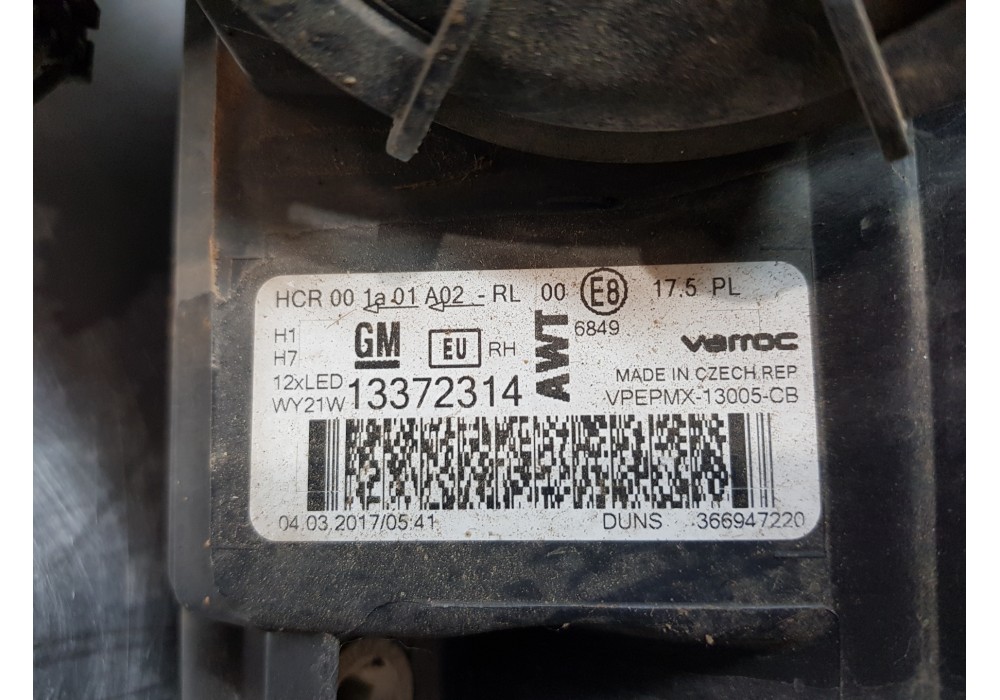 HCR 00 1a 01 A02 - RL 00 E8 17.5 PL
6849
H1
H7
12xLED
WY21W
GM
EU RH
13372314
AWT
varroc
MADE IN CZECH REP
VPEPMX-13005-CB
04.03.2017/05:41
DUNS 366947220